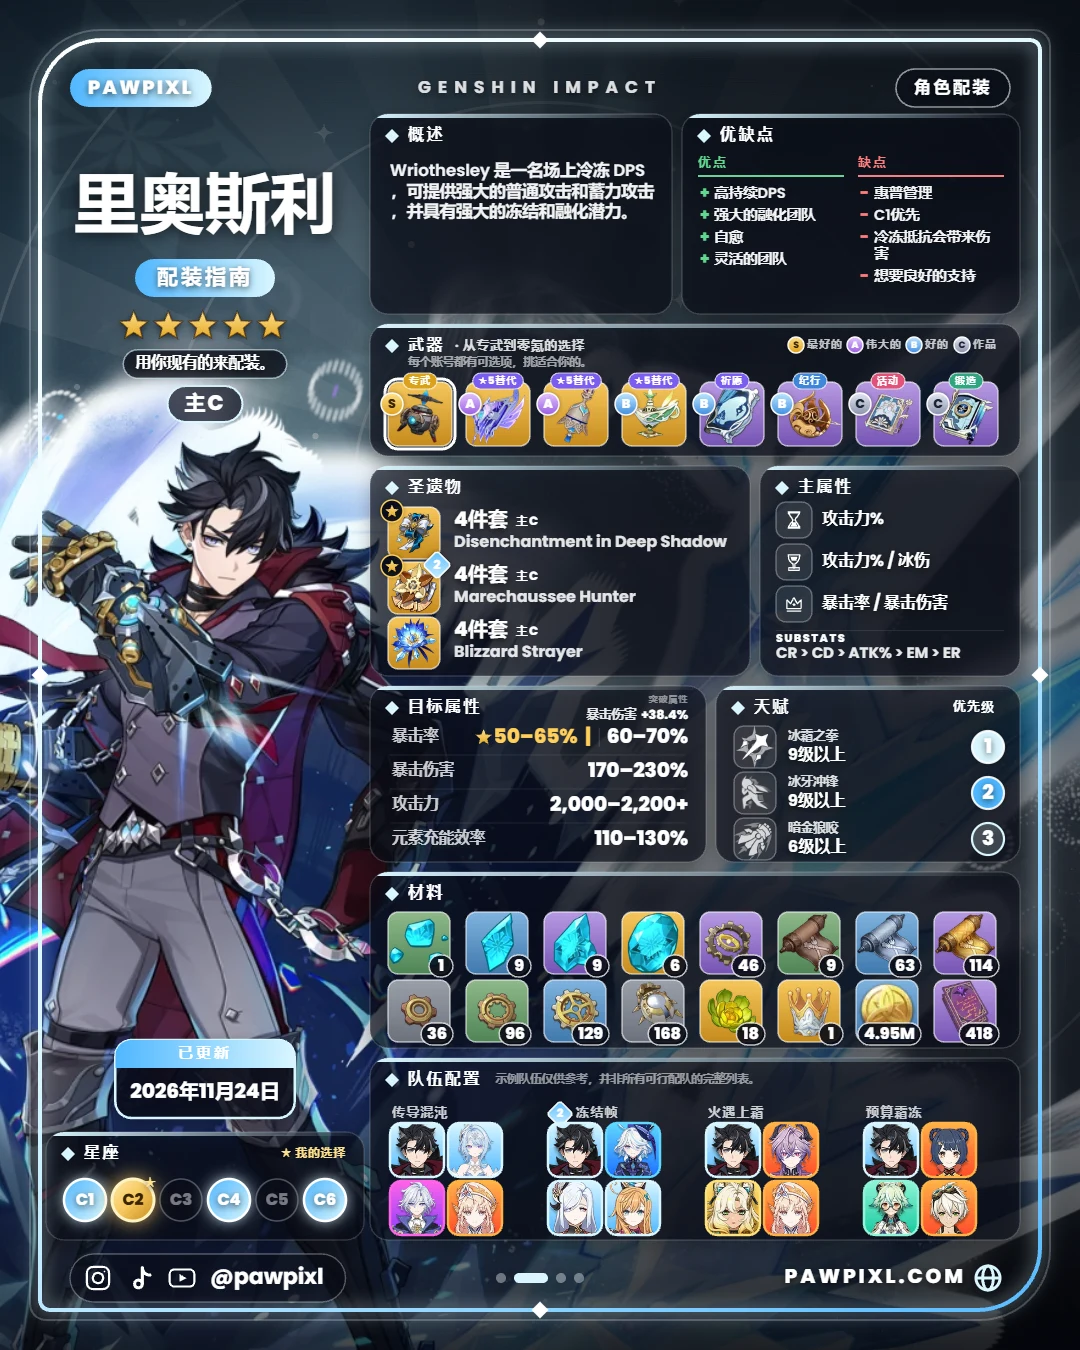 PAWPIXL
GENSHIN IMPACT
角色配装
里奥斯利
配装指南
用你现有的来配装。
主C
概述
Wriothesley 是一名场上冷冻 DPS
，可提供强大的普通攻击和蓄力攻击
，并具有强大的冻结和融化潜力。
优缺点
优点
高持续DPS
强大的融化团队
自愈
灵活的团队
缺点
惠普管理
C1优先
冷冻抵抗会带来伤
害
想要良好的支持
武器 · 从专武到零氪的选择
每个账号都有可选项，挑适合你的。
S 最好的 A 伟大的 B 好的 C 作品
专武 ★5替代 ★5替代 ★5替代 祈愿 纪行 活动 锻造
S A A B B B C C
圣遗物
4件套 主C
Disenchantment in Deep Shadow
2
4件套 主C
Marechaussee Hunter
4件套 主C
Blizzard Strayer
主属性
攻击力%
攻击力% / 冰伤
暴击率 / 暴击伤害
SUBSTATS
CR > CD > ATK% > EM > ER
目标属性
突破属性
暴击伤害 +38.4%
暴击率 ★50–65% | 60–70%
暴击伤害 170–230%
攻击力 2,000–2,200+
元素充能效率 110–130%
天赋 优先级
冰霜之拳
9级以上
1
冰牙冲锋
9级以上
2
暗金狼咬
6级以上
3
材料
1 9 9 6 46 9 63 114
36 96 129 168 18 1 4.95M 418
队伍配置 示例队伍仅供参考，并非所有可行配队的完整列表。
传导混沌
2 冻结帧
火遇上霜
预算霜冻
已更新
2026年11月24日
星座 ★ 我的选择
C1 C2 C3 C4 C5 C6
@pawpixl
PAWPIXL.COM